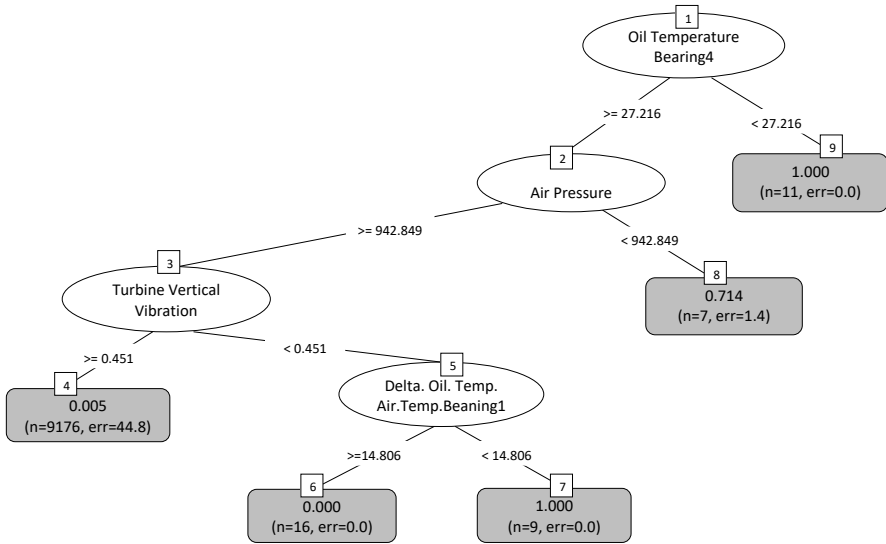 1
Oil Temperature
Bearing4
>= 27.216
< 27.216
2
Air Pressure
9
1.000
(n=11, err=0.0)
>= 942.849
< 942.849
3
Turbine Vertical
Vibration
8
0.714
(n=7, err=1.4)
>= 0.451
< 0.451
4
0.005
(n=9176, err=44.8)
5
Delta. Oil. Temp.
Air.Temp.Beaning1
>=14.806
< 14.806
6
0.000
(n=16, err=0.0)
7
1.000
(n=9, err=0.0)